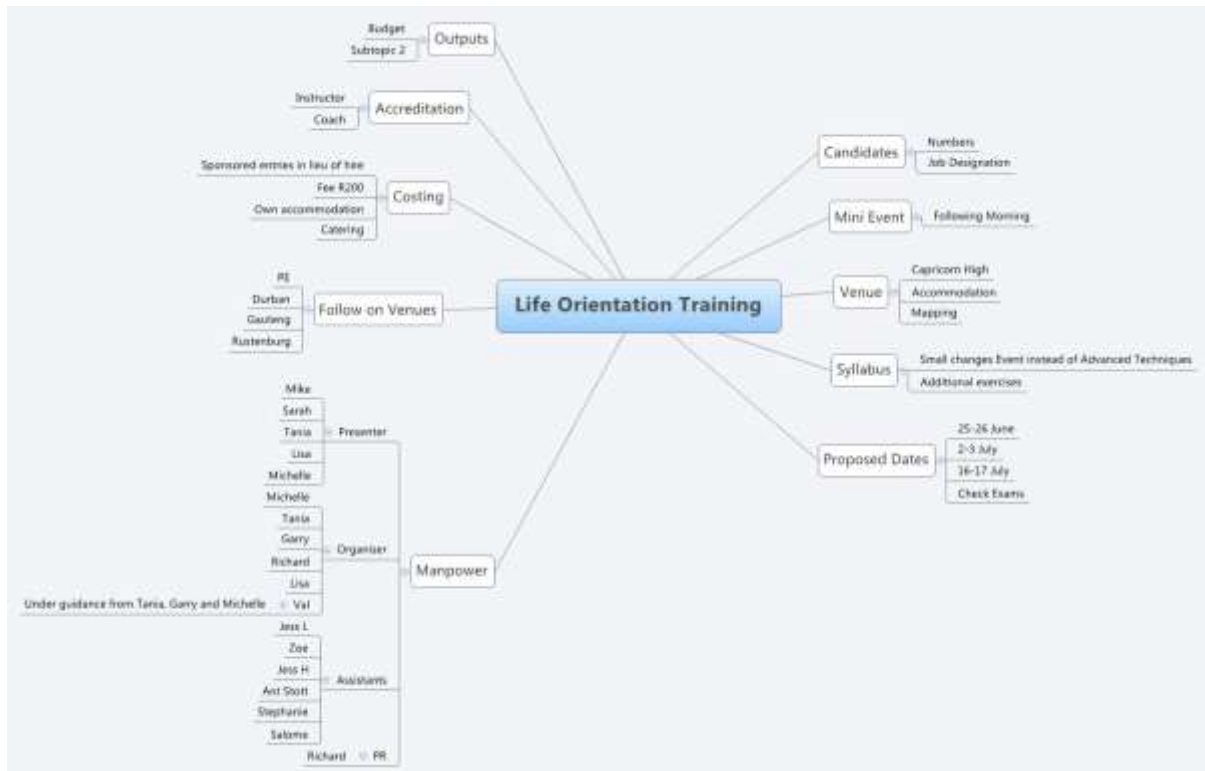 Life Orientation Training
Outputs
Budget
Subtopic 2
Accreditation
Instructor
Coach
Costing
Sponsored entries in lieu of
Fee R200
Own accommodation
Catering
Follow on Venues
PE
Durban
Gauteng
Rustenburg
Manpower
Presenter
Mike
Sarah
Tania
Lisa
Michelle
Organiser
Michelle
Tania
Garry
Richard
Lisa
Val
Under guidance from Tania, Garry and Michelle
Assistants
Jess L
Zoe
Jess H
Ant Stott
Stephanie
Salome
PR
Richard
Candidates
Numbers
Job Designation
Mini Event
Following Morning
Venue
Capricorn High
Accommodation
Mapping
Syllabus
Small changes Event instead of Advanced Techniques
Additional exercises
Proposed Dates
25-26 June
2-3 July
16-17 July
Check Exams